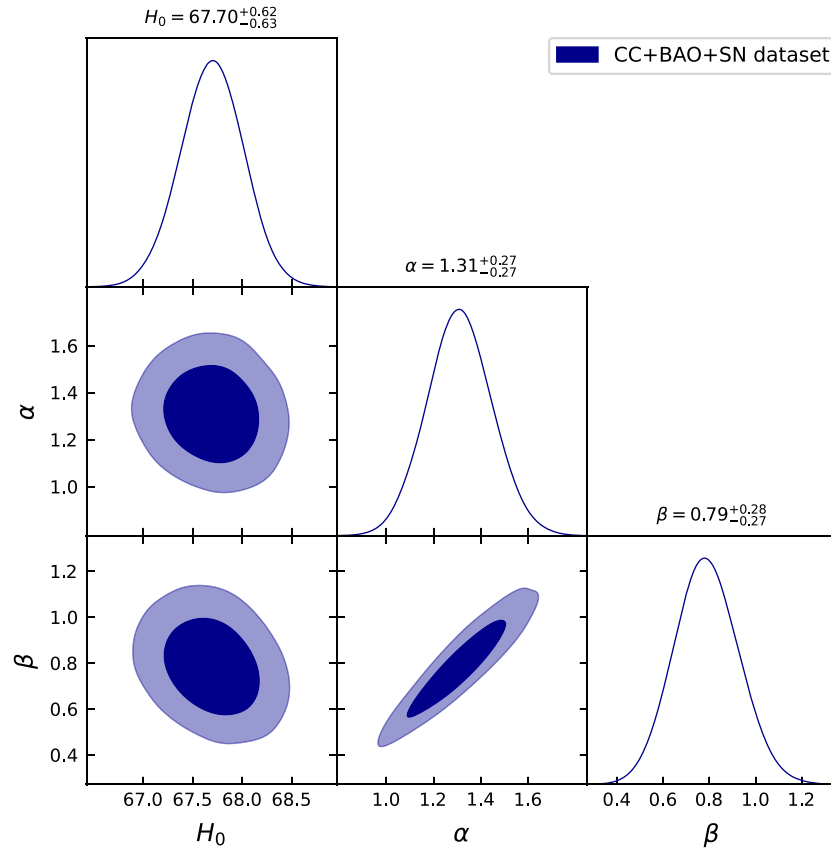 H₀ = 67.70⁺⁰·⁶²₋₀.₆₃
CC+BAO+SN dataset
α = 1.31⁺⁰·²⁷₋₀.₂₇
1.6
1.4
1.2
1.0
α
β = 0.79⁺⁰·²⁸₋₀.₂₇
1.2
1.0
0.8
0.6
0.4
β
67.0 67.5 68.0 68.5
1.0 1.2 1.4 1.6
0.4 0.6 0.8 1.0 1.2
H₀
α
β